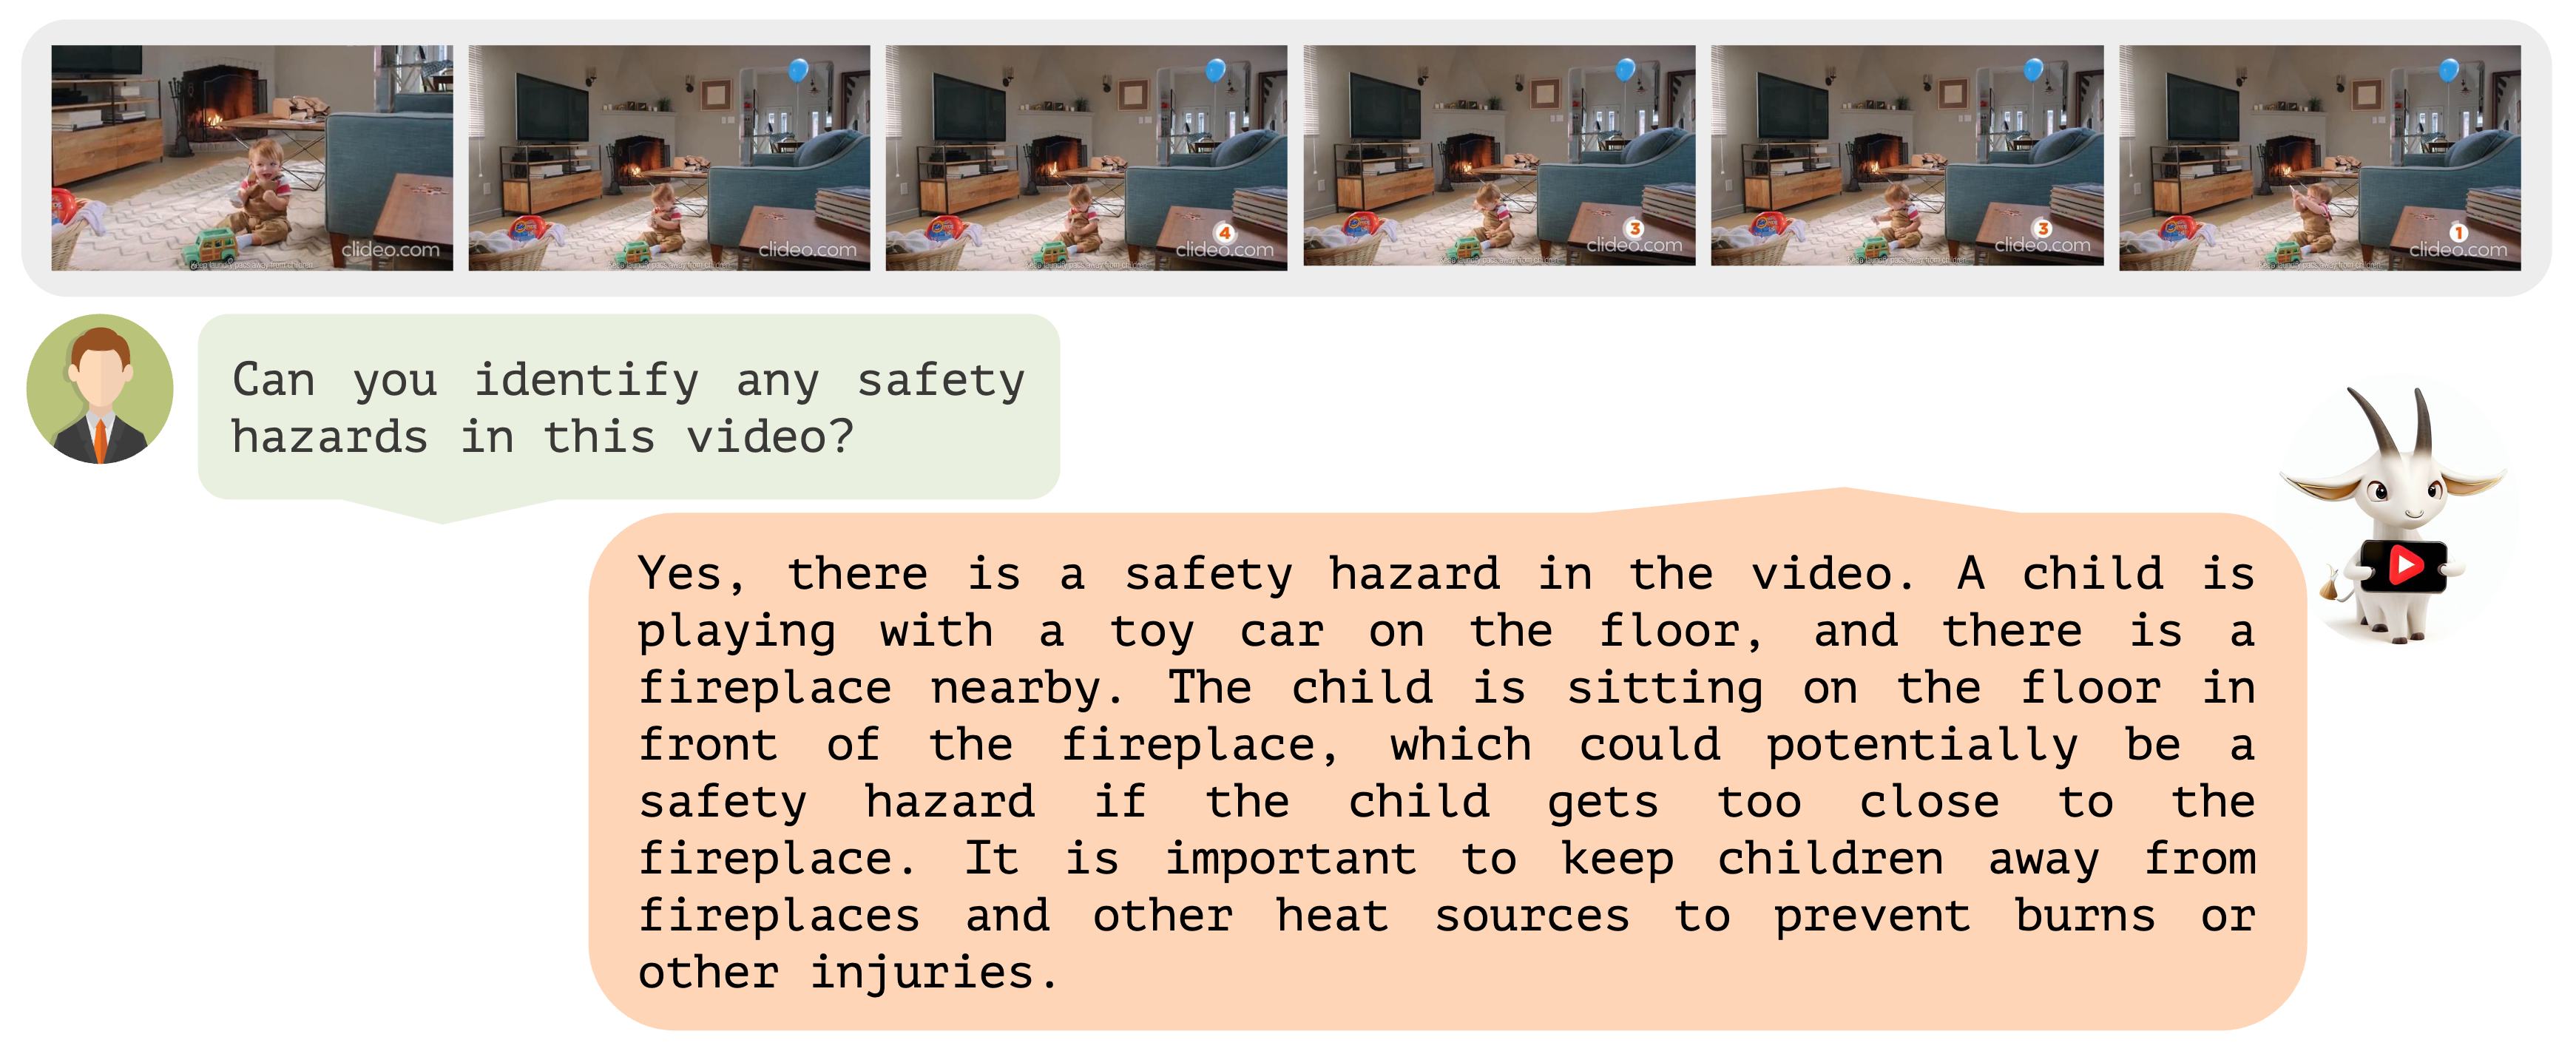 clideo.com
clideo.com
4
clideo.com
3
clideo.com
3
clideo.com
1
clideo.com
Can you identify any safety
hazards in this video?
Yes, there is a safety hazard in the video. A child is
playing with a toy car on the floor, and there is a
fireplace nearby. The child is sitting on the floor in
front of the fireplace, which could potentially be a
safety hazard if the child gets too close to the
fireplace. It is important to keep children away from
fireplaces and other heat sources to prevent burns or
other injuries.